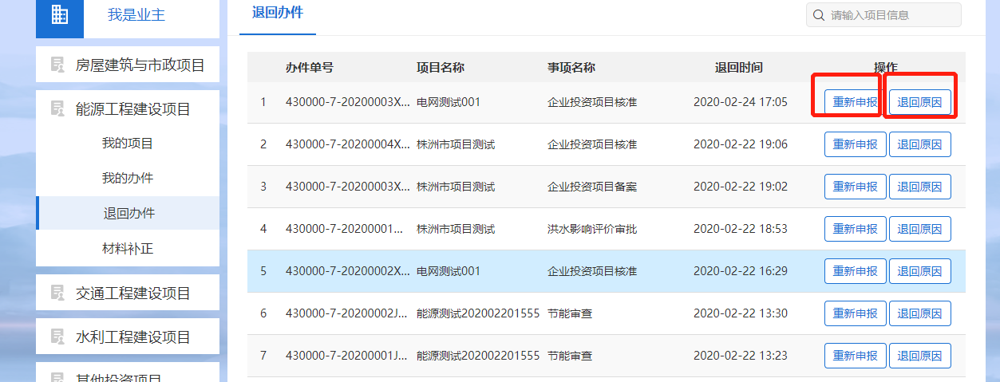 我是业主
房屋建筑与市政项目
能源工程建设项目
我的项目
我的办件
退回办件
材料补正
交通工程建设项目
水利工程建设项目
其他投资项目
退回办件
请输入项目信息
办件单号 项目名称 事项名称 退回时间 操作
1 430000-7-20200003X... 电网测试001 企业投资项目核准 2020-02-24 17:05 重新申报 退回原因
2 430000-7-20200004X... 株洲市项目测试 企业投资项目核准 2020-02-22 19:06 重新申报 退回原因
3 430000-7-20200003X... 株洲市项目测试 企业投资项目备案 2020-02-22 19:02 重新申报 退回原因
4 430000-7-20200001... 株洲市项目测试 洪水影响评价审批 2020-02-22 18:53 重新申报 退回原因
5 430000-7-20200002X... 电网测试001 企业投资项目核准 2020-02-22 16:29 重新申报 退回原因
6 430000-7-20200002J... 能源测试202002201555 节能审查 2020-02-22 13:30 重新申报 退回原因
7 430000-7-20200001J... 能源测试202002201555 节能审查 2020-02-22 13:23 重新申报 退回原因